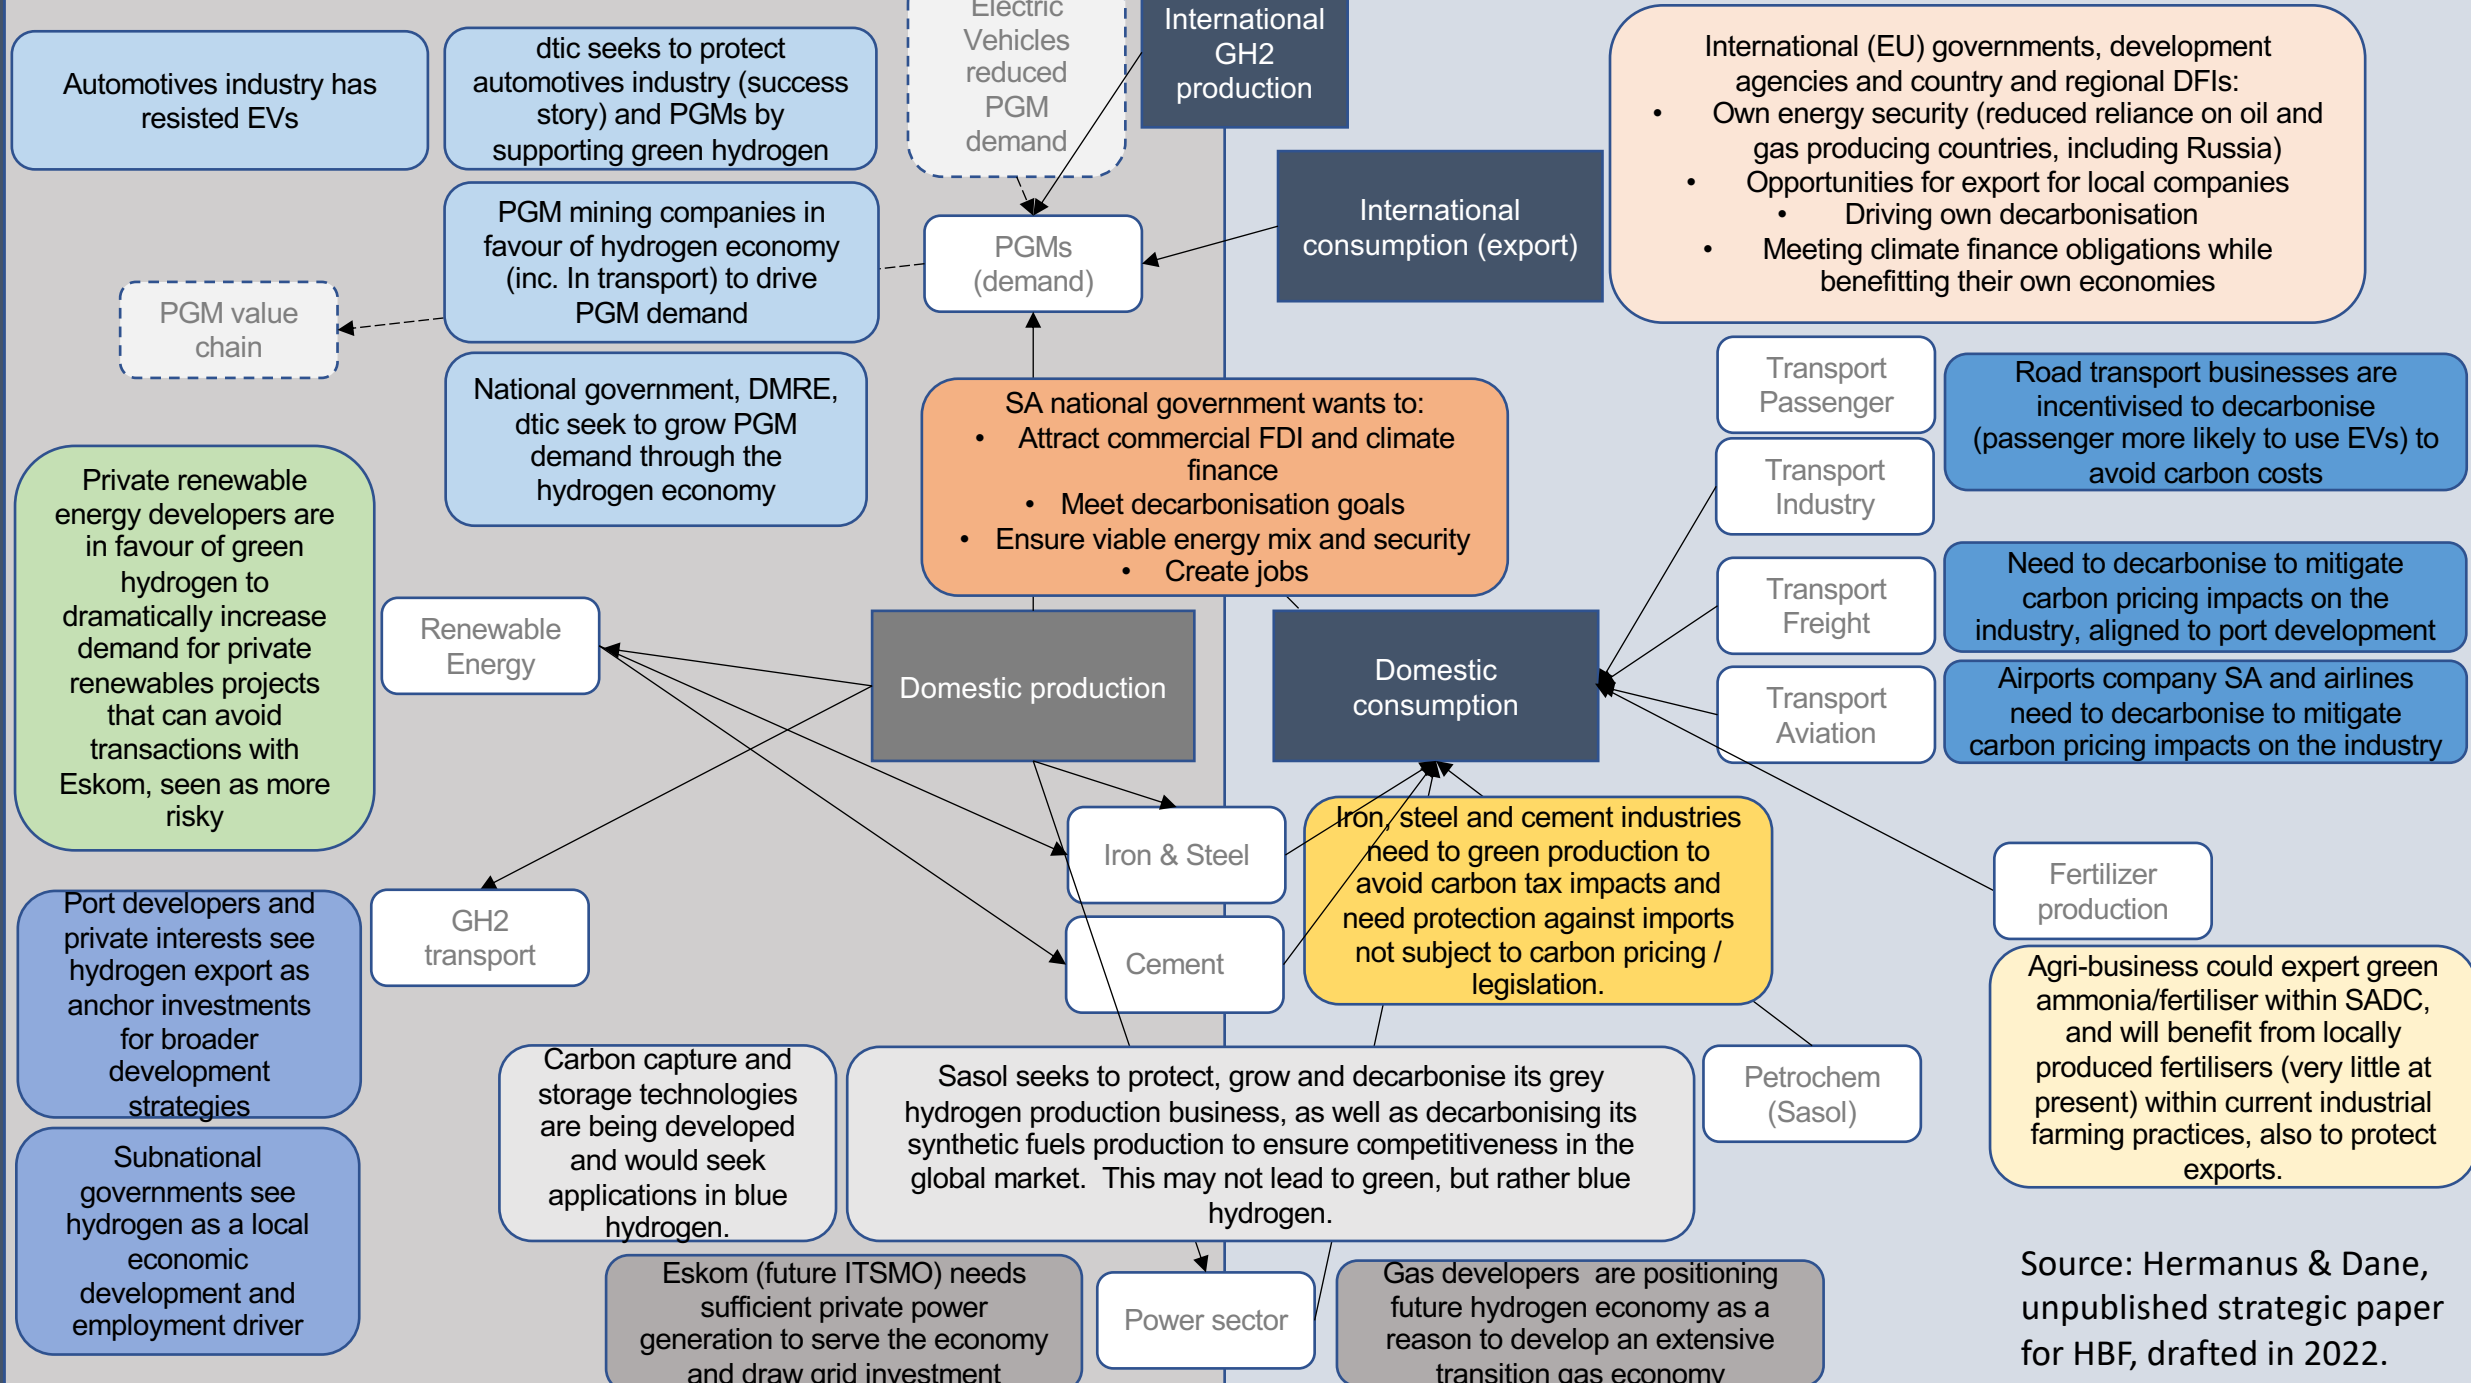 Electric
Vehicles
reduced
PGM
demand
International
GH2
production
Automotives industry has
resisted EVs
dtic seeks to protect
automotives industry (success
story) and PGMs by
supporting green hydrogen
International (EU) governments, development
agencies and country and regional DFIs:
• Own energy security (reduced reliance on oil and
gas producing countries, including Russia)
• Opportunities for export for local companies
• Driving own decarbonisation
• Meeting climate finance obligations while
benefitting their own economies
PGM mining companies in
favour of hydrogen economy
(inc. In transport) to drive
PGM demand
PGMs
(demand)
International
consumption (export)
PGM value
chain
National government, DMRE,
dtic seek to grow PGM
demand through the
hydrogen economy
SA national government wants to:
• Attract commercial FDI and climate
finance
• Meet decarbonisation goals
• Ensure viable energy mix and security
• Create jobs
Transport
Passenger
Road transport businesses are
incentivised to decarbonise
(passenger more likely to use EVs) to
avoid carbon costs
Transport
Industry
Transport
Freight
Need to decarbonise to mitigate
carbon pricing impacts on the
industry, aligned to port development
Transport
Aviation
Airports company SA and airlines
need to decarbonise to mitigate
carbon pricing impacts on the industry
Private renewable
energy developers are
in favour of green
hydrogen to
dramatically increase
demand for private
renewables projects
that can avoid
transactions with
Eskom, seen as more
risky
Renewable
Energy
Domestic production
Domestic
consumption
Iron & Steel
Iron, steel and cement industries
need to green production to
avoid carbon tax impacts and
need protection against imports
not subject to carbon pricing /
legislation.
Fertilizer
production
Port developers and
private interests see
hydrogen export as
anchor investments
for broader
development
strategies
GH2
transport
Cement
Agri-business could expert green
ammonia/fertiliser within SADC,
and will benefit from locally
produced fertilisers (very little at
present) within current industrial
farming practices, also to protect
exports.
Carbon capture and
storage technologies
are being developed
and would seek
applications in blue
hydrogen.
Sasol seeks to protect, grow and decarbonise its grey
hydrogen production business, as well as decarbonising its
synthetic fuels production to ensure competitiveness in the
global market.  This may not lead to green, but rather blue
hydrogen.
Petrochem
(Sasol)
Subnational
governments see
hydrogen as a local
economic
development and
employment driver
Eskom (future ITSMO) needs
sufficient private power
generation to serve the economy
and draw grid investment
Power sector
Gas developers  are positioning
future hydrogen economy as a
reason to develop an extensive
transition gas economy
Source: Hermanus & Dane,
unpublished strategic paper
for HBF, drafted in 2022.